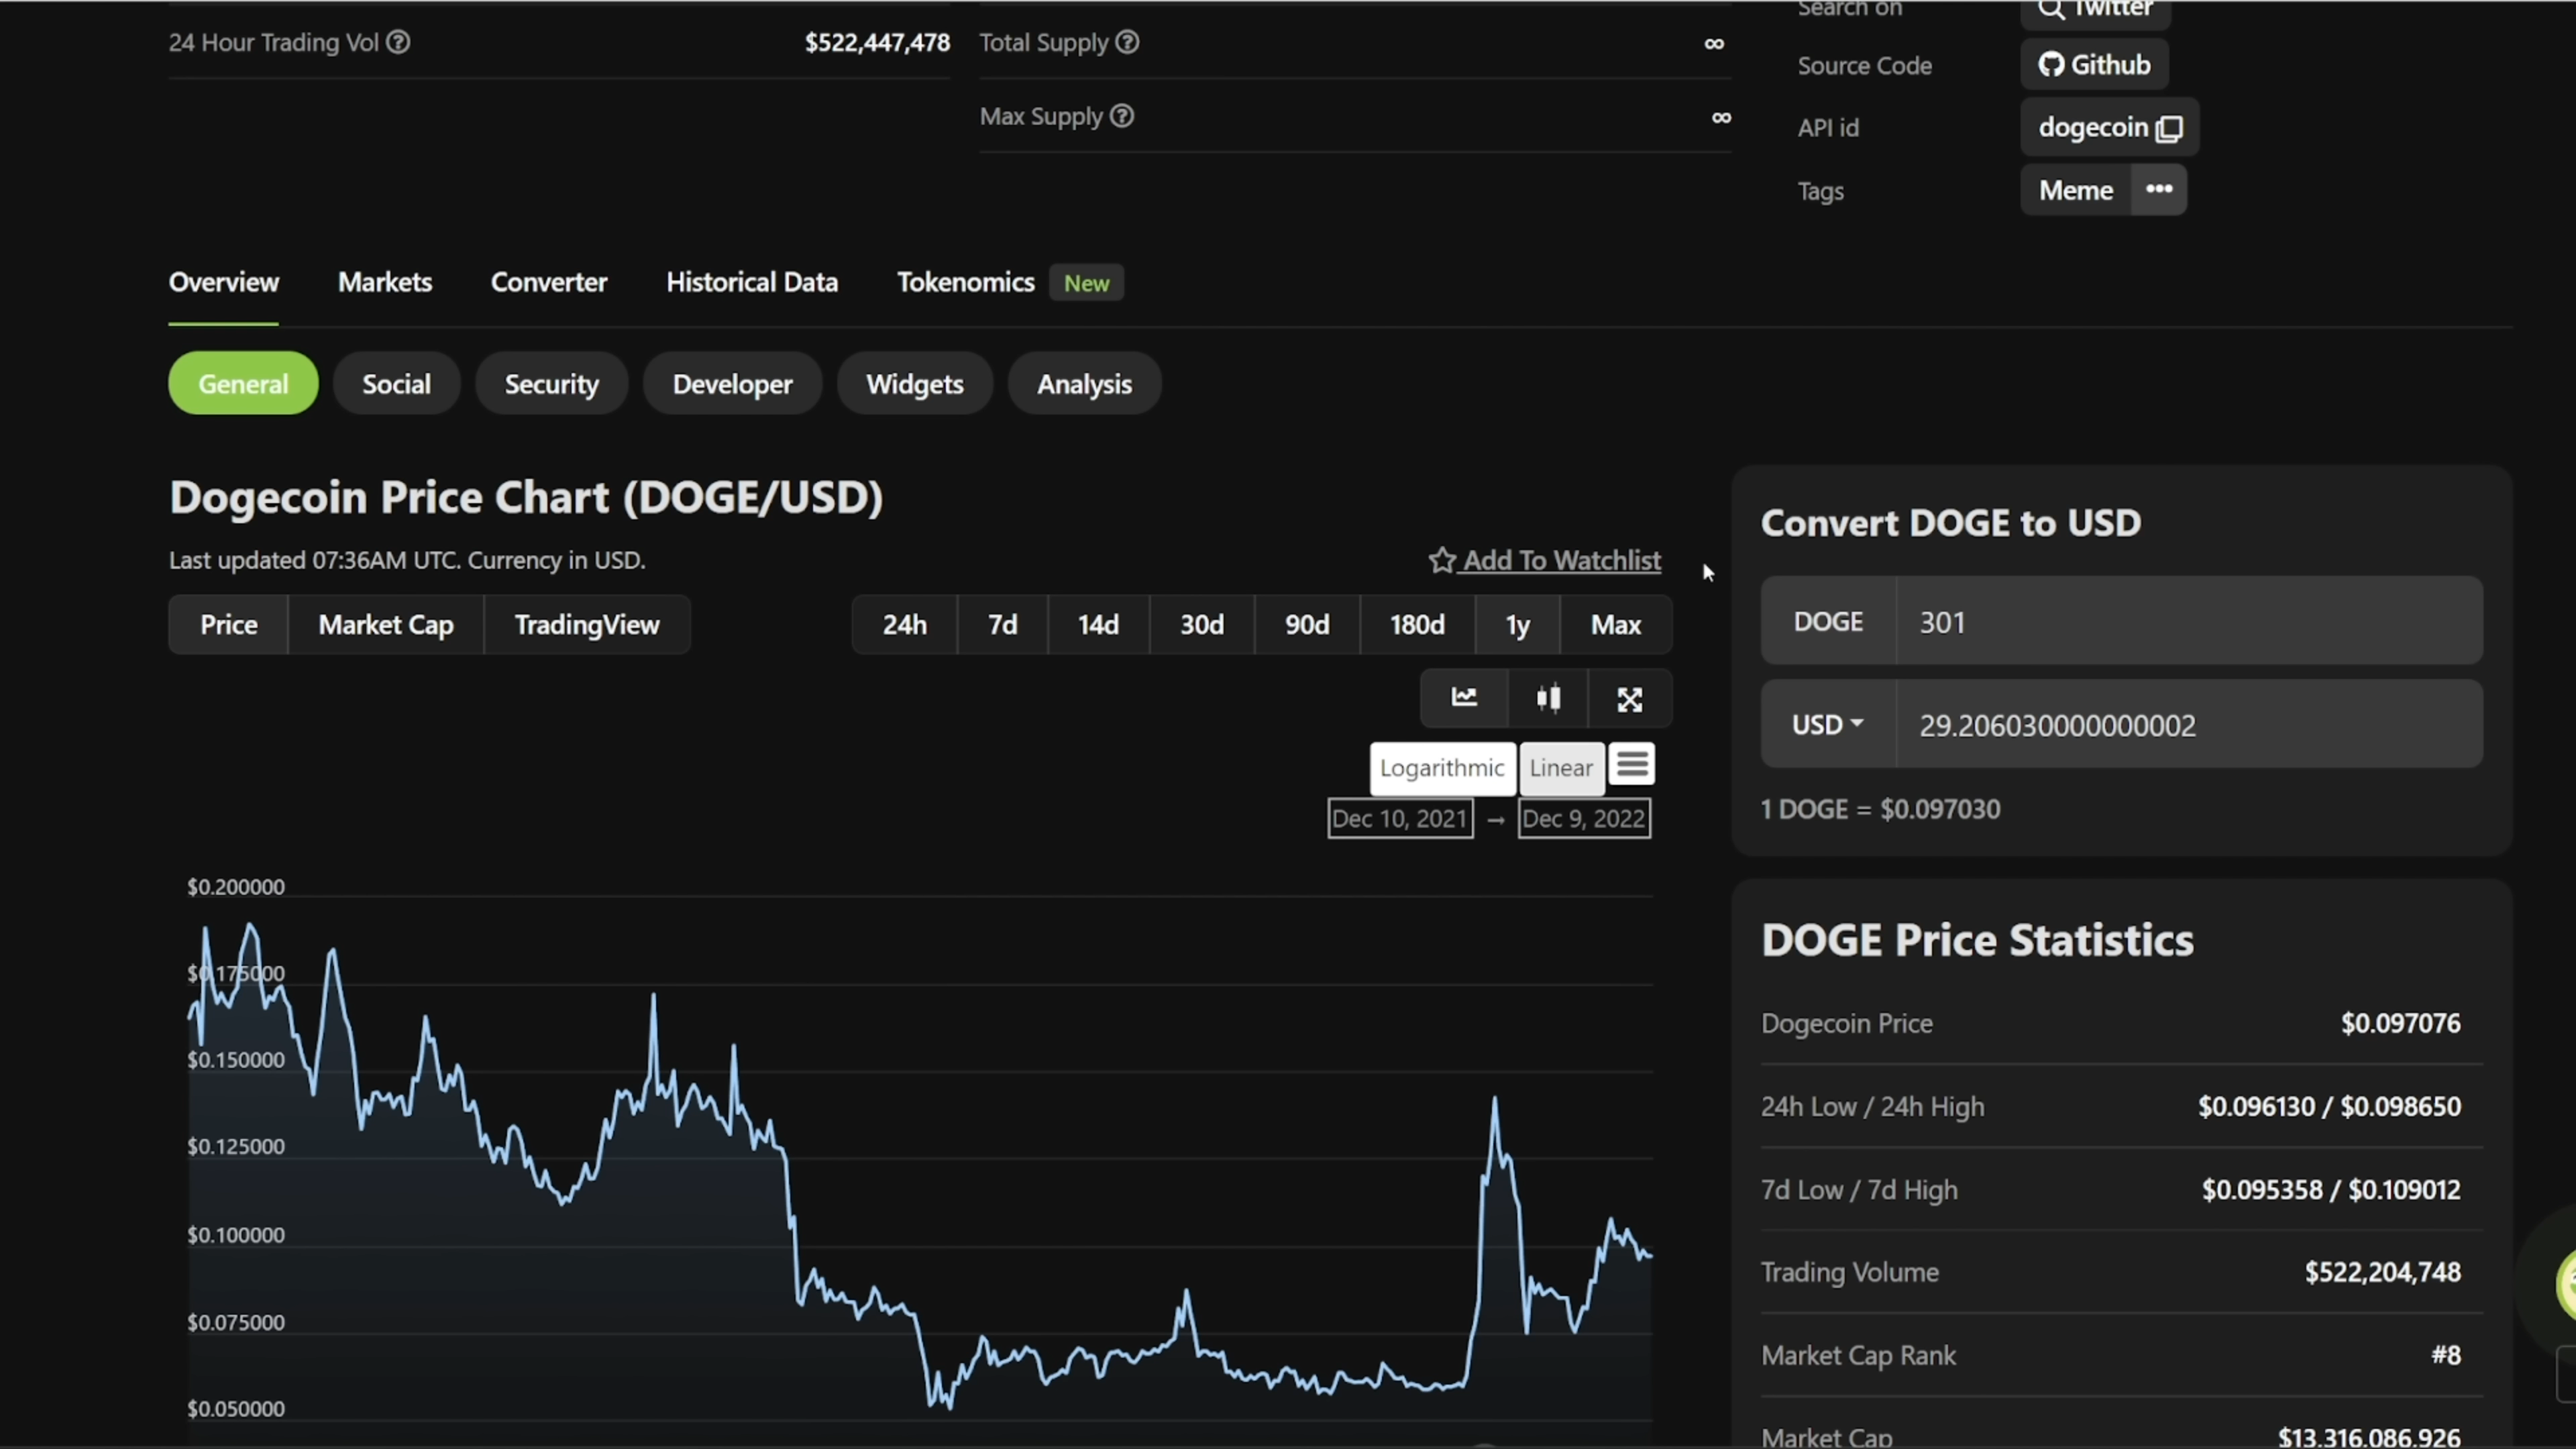 24 Hour Trading Vol
$522,447,478
Total Supply
∞
Search on
Twitter
Source Code
Github
Max Supply
∞
API id
dogecoin
Tags
Meme
Overview
Markets
Converter
Historical Data
Tokenomics
New
General
Social
Security
Developer
Widgets
Analysis
Dogecoin Price Chart (DOGE/USD)
Last updated 07:36AM UTC. Currency in USD.
Add To Watchlist
Price
Market Cap
TradingView
24h
7d
14d
30d
90d
180d
1y
Max
Logarithmic
Linear
Dec 10, 2021 → Dec 9, 2022
$0.200000
$0.175000
$0.150000
$0.125000
$0.100000
$0.075000
$0.050000
Convert DOGE to USD
DOGE
301
USD
29.206030000000002
1 DOGE = $0.097030
DOGE Price Statistics
Dogecoin Price
$0.097076
24h Low / 24h High
$0.096130 / $0.098650
7d Low / 7d High
$0.095358 / $0.109012
Trading Volume
$522,204,748
Market Cap Rank
#8
Market Cap
$13,316,086,926